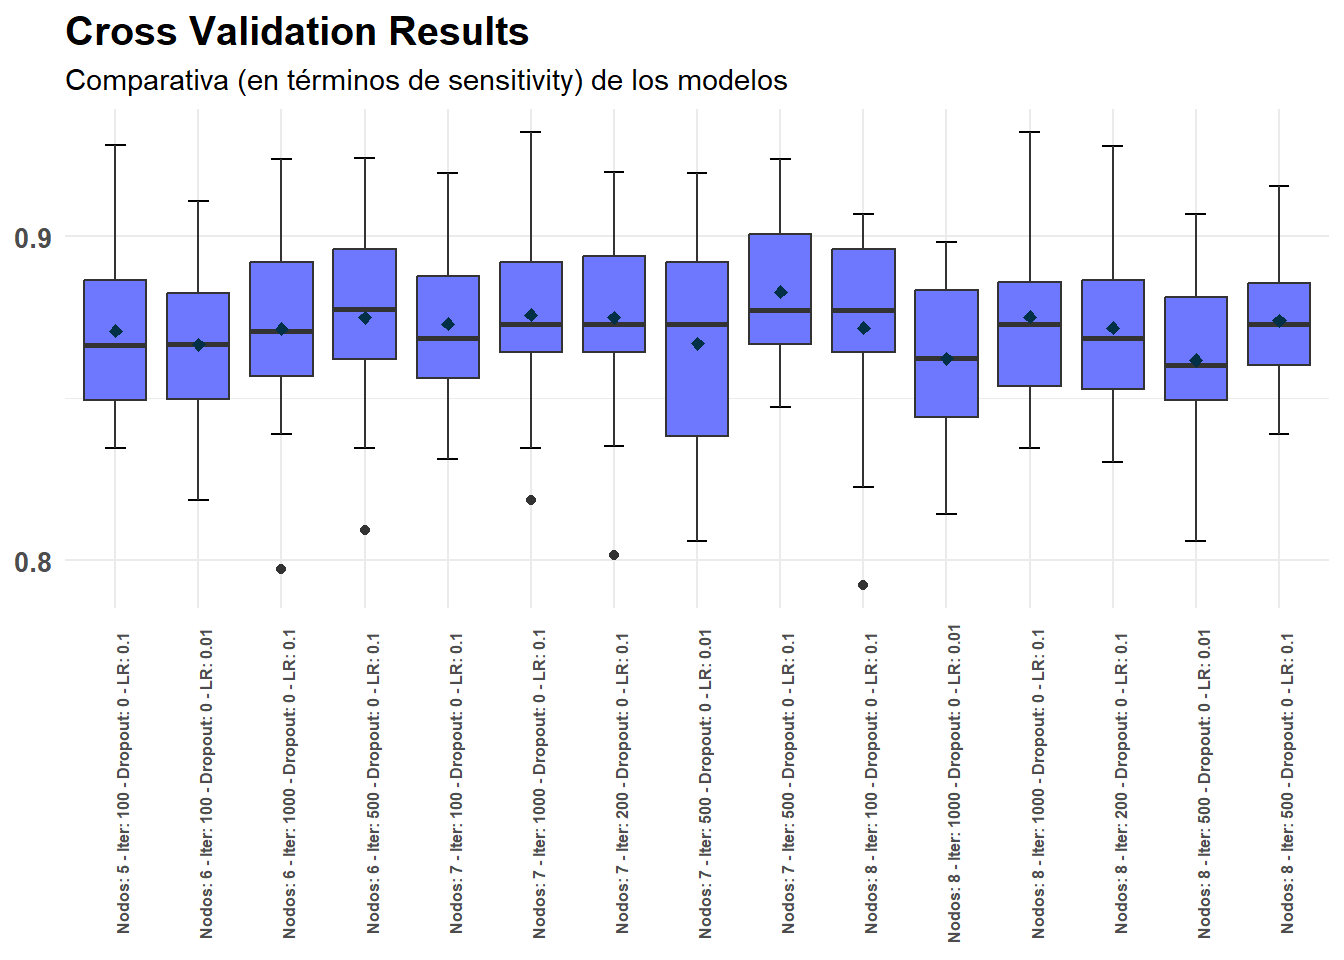 Cross Validation Results
Comparativa (en términos de sensitivity) de los modelos
0.9
0.8
Nodos: 5 - Iter: 100 - Dropout: 0 - LR: 0.1
Nodos: 6 - Iter: 100 - Dropout: 0 - LR: 0.01
Nodos: 6 - Iter: 1000 - Dropout: 0 - LR: 0.1
Nodos: 6 - Iter: 500 - Dropout: 0 - LR: 0.1
Nodos: 7 - Iter: 100 - Dropout: 0 - LR: 0.1
Nodos: 7 - Iter: 1000 - Dropout: 0 - LR: 0.1
Nodos: 7 - Iter: 200 - Dropout: 0 - LR: 0.1
Nodos: 7 - Iter: 500 - Dropout: 0 - LR: 0.01
Nodos: 7 - Iter: 500 - Dropout: 0 - LR: 0.1
Nodos: 8 - Iter: 100 - Dropout: 0 - LR: 0.1
Nodos: 8 - Iter: 1000 - Dropout: 0 - LR: 0.01
Nodos: 8 - Iter: 1000 - Dropout: 0 - LR: 0.1
Nodos: 8 - Iter: 200 - Dropout: 0 - LR: 0.1
Nodos: 8 - Iter: 500 - Dropout: 0 - LR: 0.01
Nodos: 8 - Iter: 500 - Dropout: 0 - LR: 0.1